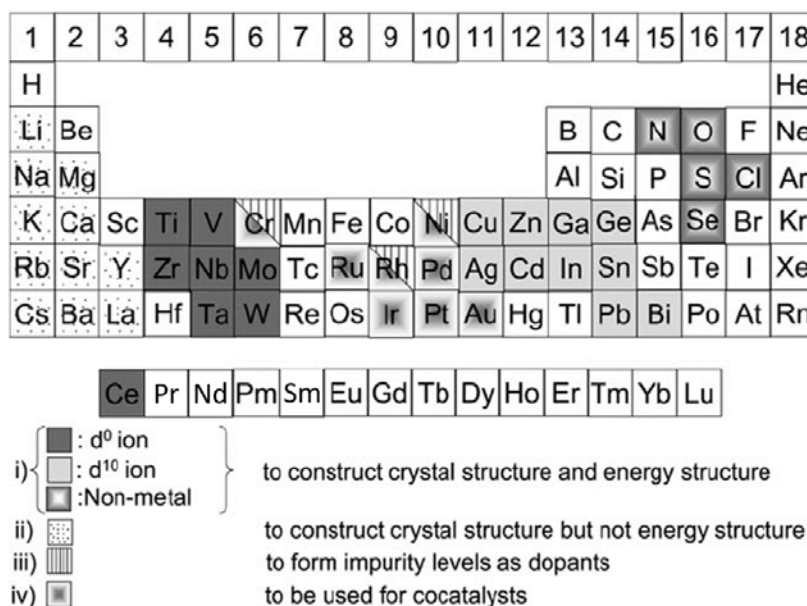 1 2 3 4 5 6 7 8 9 10 11 12 13 14 15 16 17 18
H He
Li Be B C N O F Ne
Na Mg Al Si P S Cl Ar
K Ca Sc Ti V Cr Mn Fe Co Ni Cu Zn Ga Ge As Se Br Kr
Rb Sr Y Zr Nb Mo Tc Ru Rh Pd Ag Cd In Sn Sb Te I Xe
Cs Ba La Hf Ta W Re Os Ir Pt Au Hg Tl Pb Bi Po At Rn
Ce Pr Nd Pm Sm Eu Gd Tb Dy Ho Er Tm Yb Lu
: d⁰ ion
i) : d¹⁰ ion to construct crystal structure and energy structure
:Non-metal
ii) to construct crystal structure but not energy structure
iii) to form impurity levels as dopants
iv) to be used for cocatalysts